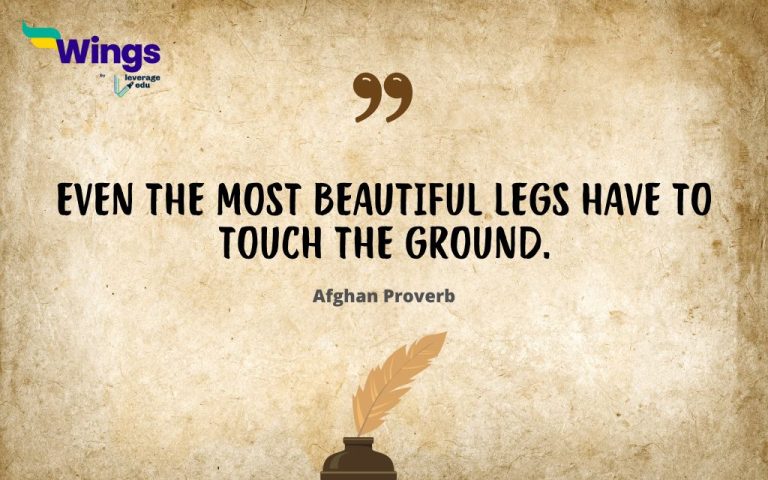 Wings
by leverage
edu
❟❟
EVEN THE MOST BEAUTIFUL LEGS HAVE TO
TOUCH THE GROUND.
Afghan Proverb